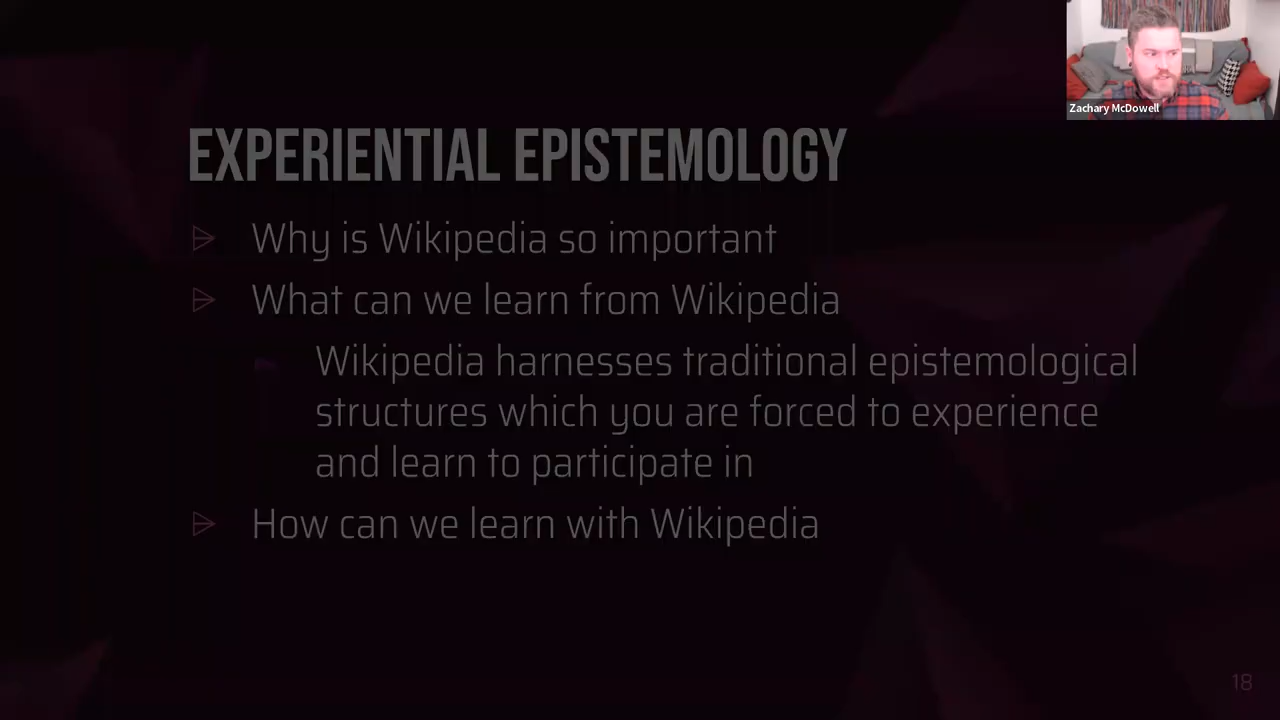 Zachary McDowell
EXPERIENTIAL EPISTEMOLOGY
Why is Wikipedia so important
What can we learn from Wikipedia
Wikipedia harnesses traditional epistemological
structures which you are forced to experience
and learn to participate in
How can we learn with Wikipedia
18